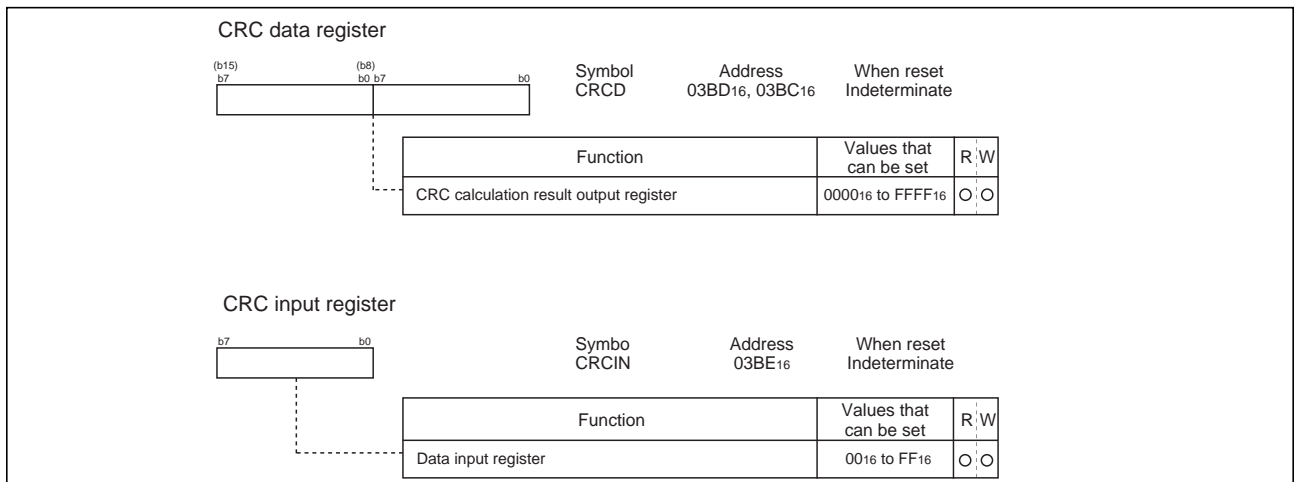 CRC data register
(b15) (b8)
b7 b0 b7 b0
Symbol Address When reset
CRCD 03BD16, 03BC16 Indeterminate
Function Values that can be set R W
CRC calculation result output register 000016 to FFFF16 O O
CRC input register
b7 b0
Symbo Address When reset
CRCIN 03BE16 Indeterminate
Function Values that can be set R W
Data input register 0016 to FF16 O O